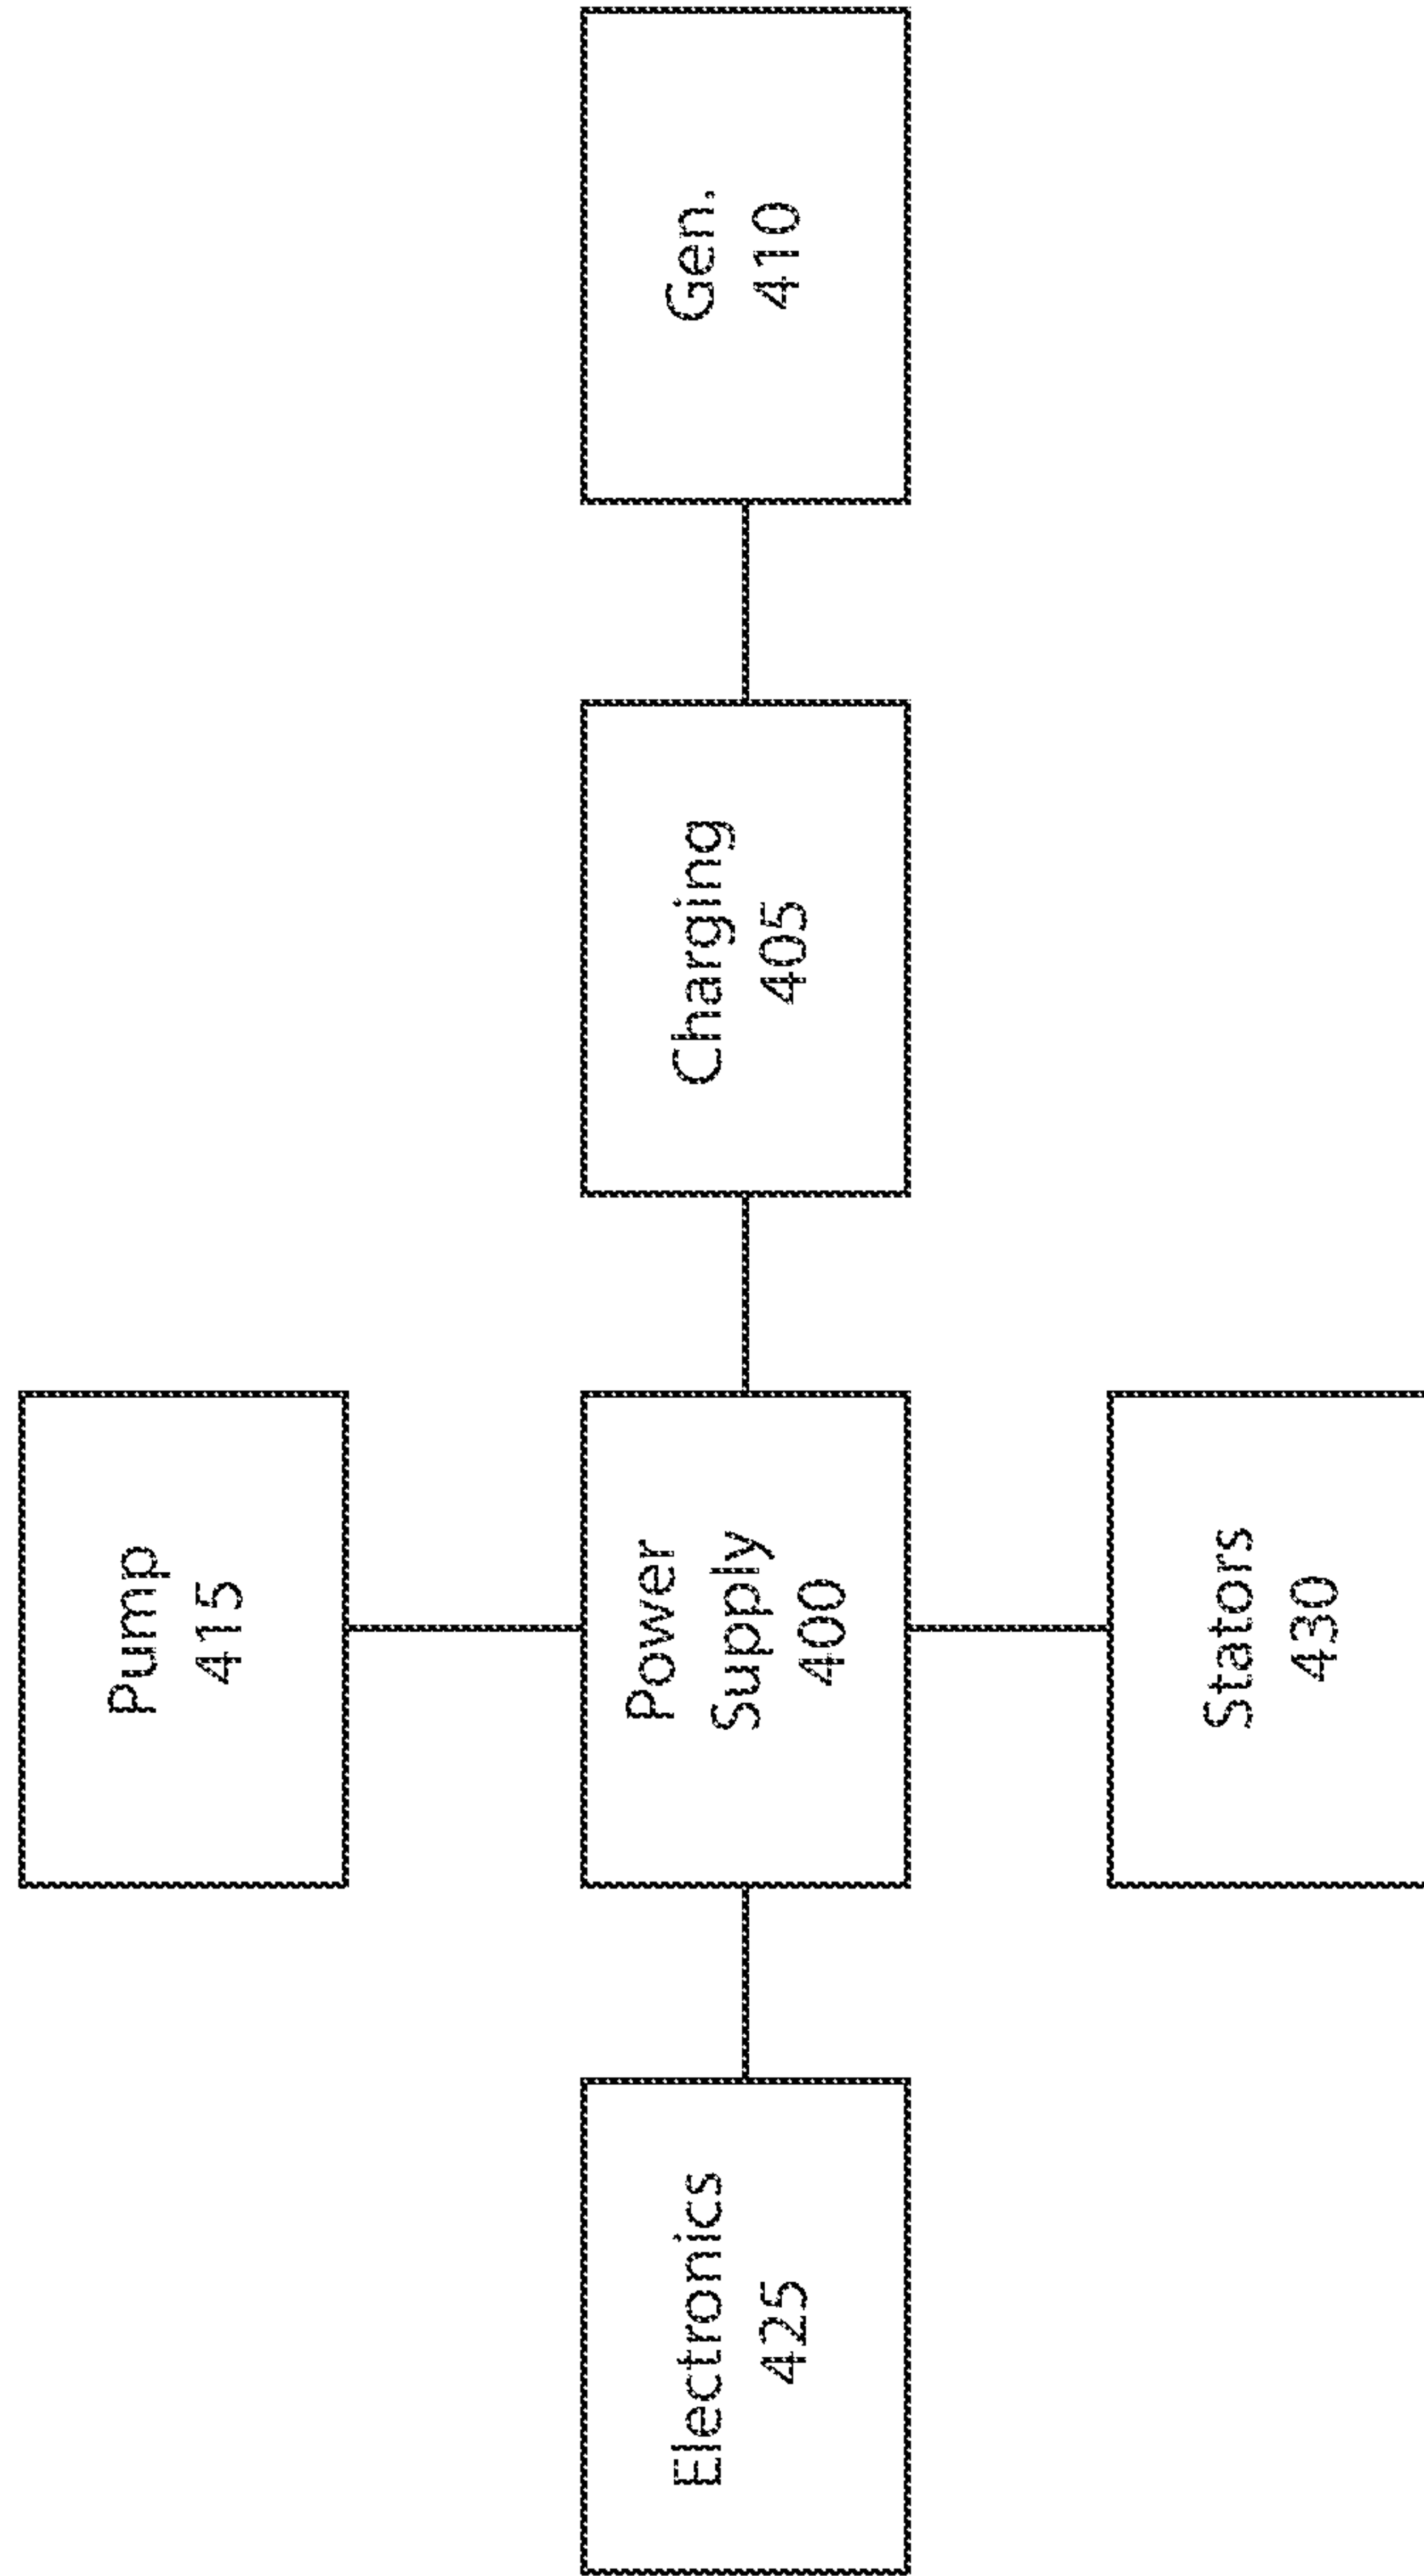 Pump
415
Electronics
425
Power
Supply
400
Charging
405
Gen.
410
Stators
430